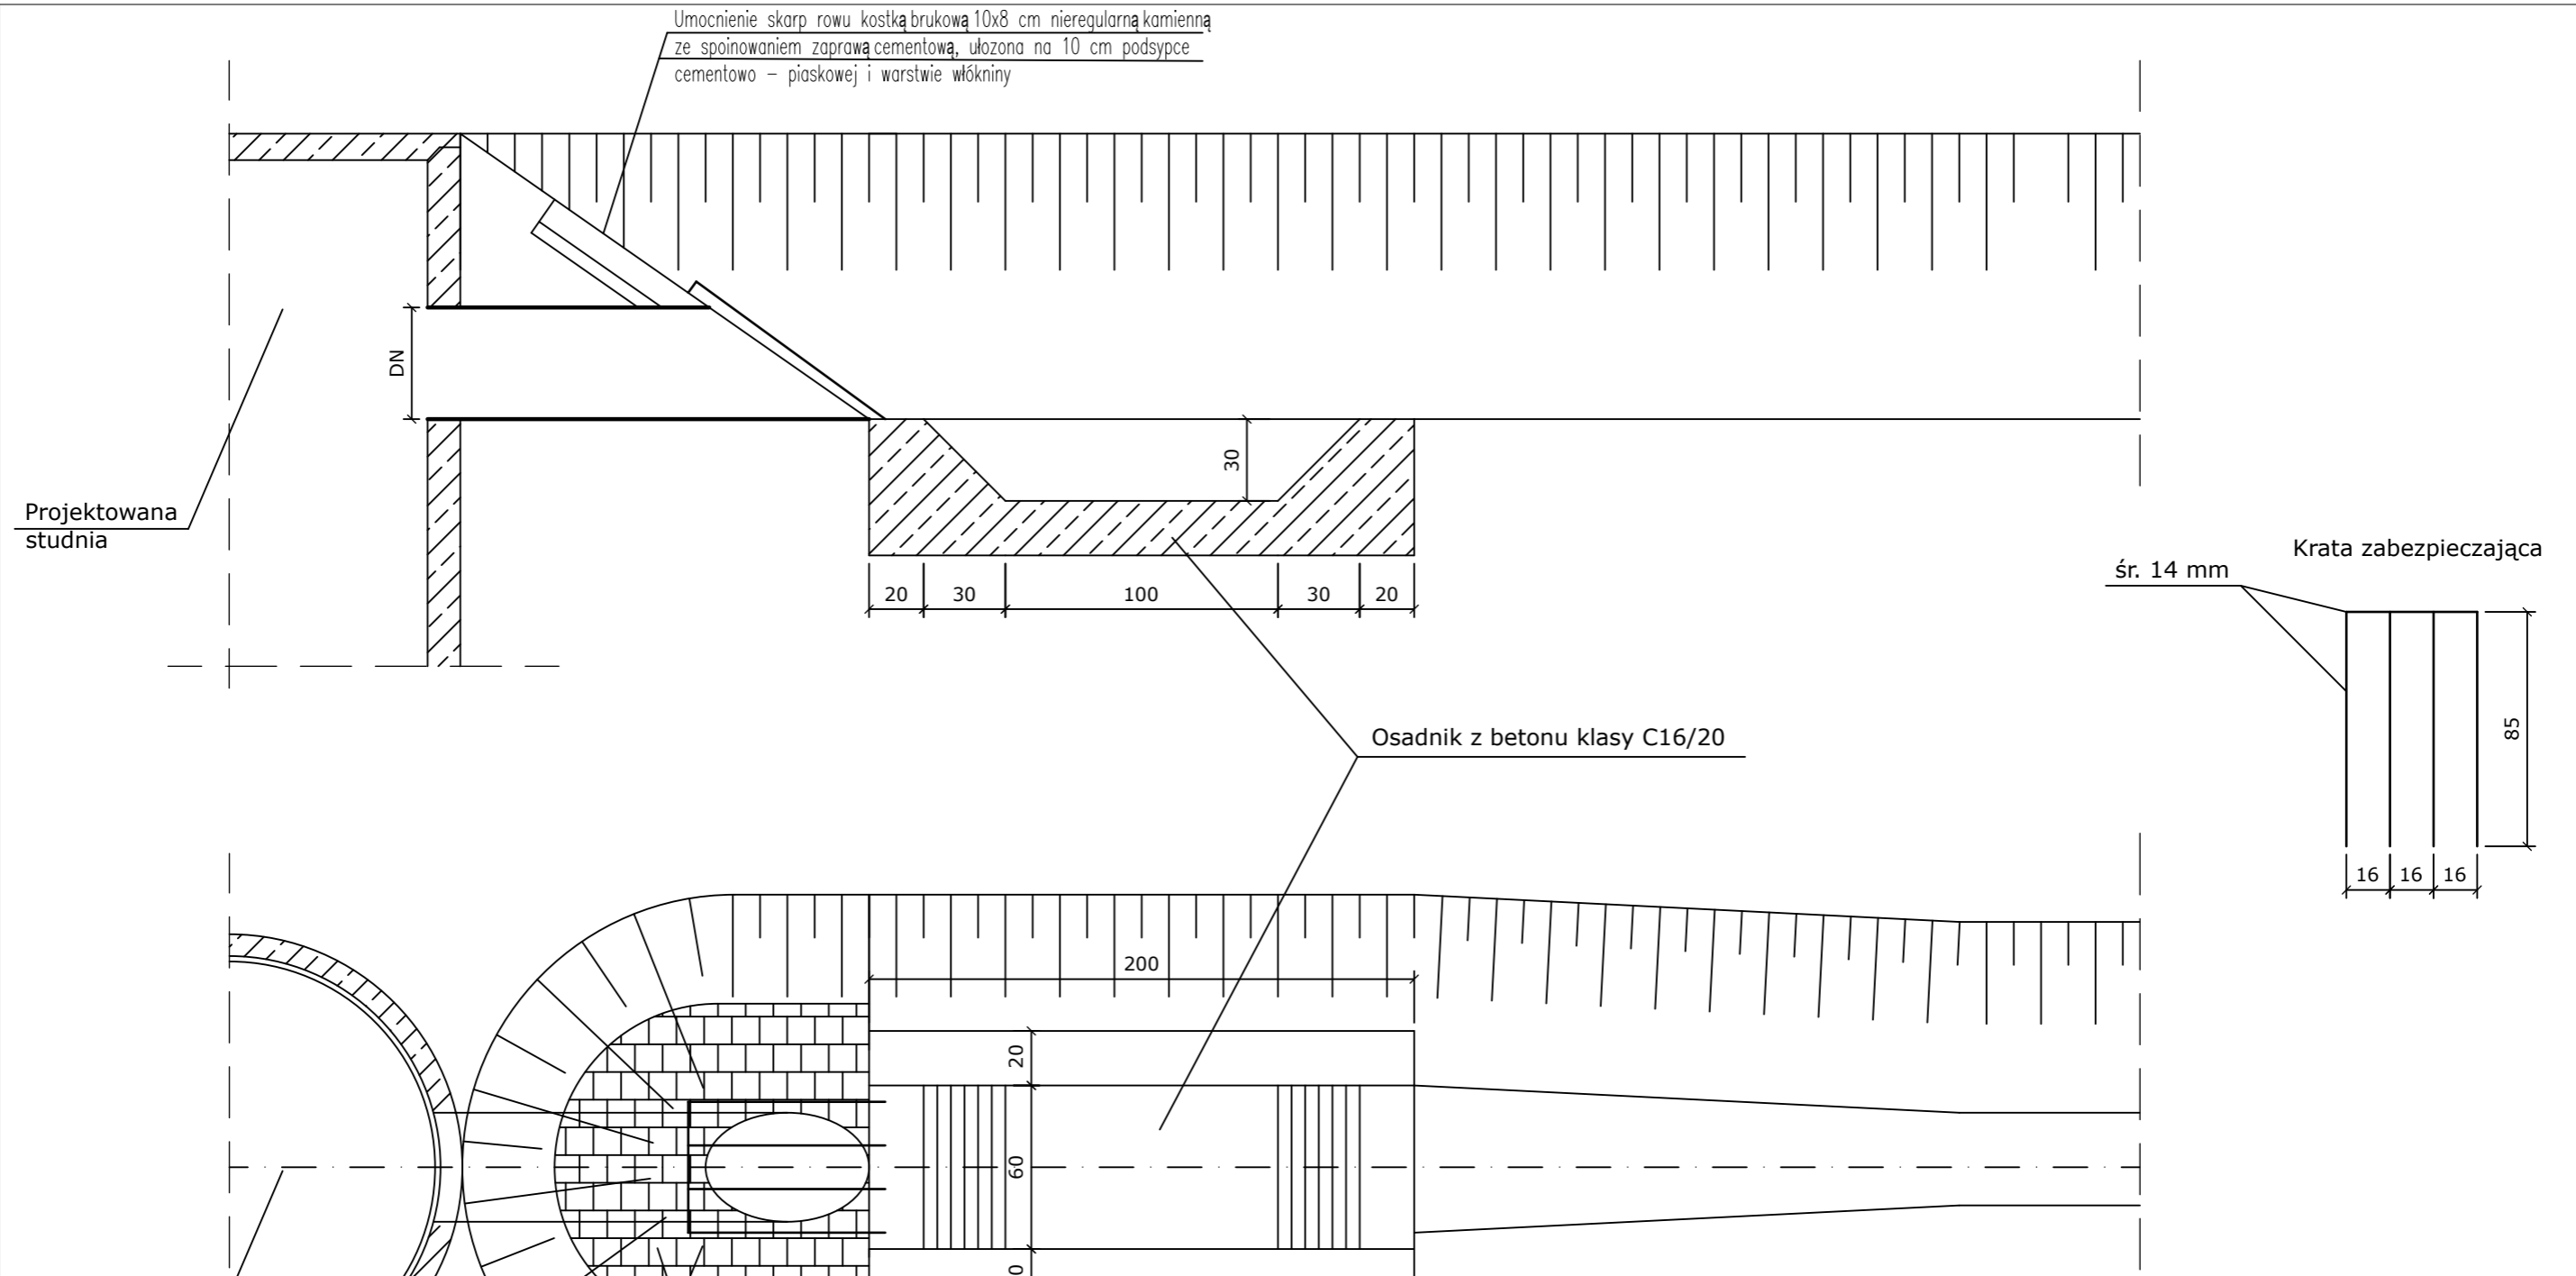 Umocnienie skarp rowu kostką brukową 10x8 cm nieregularną kamienną
ze spoinowaniem zaprawą cementową, ułozona na 10 cm podsypce
cementowo – piaskowej i warstwie włókniny
DN
30
Projektowana
studnia
20 30 100 30 20
Krata zabezpieczająca
śr. 14 mm
85
16 16 16
Osadnik z betonu klasy C16/20
200
20
60